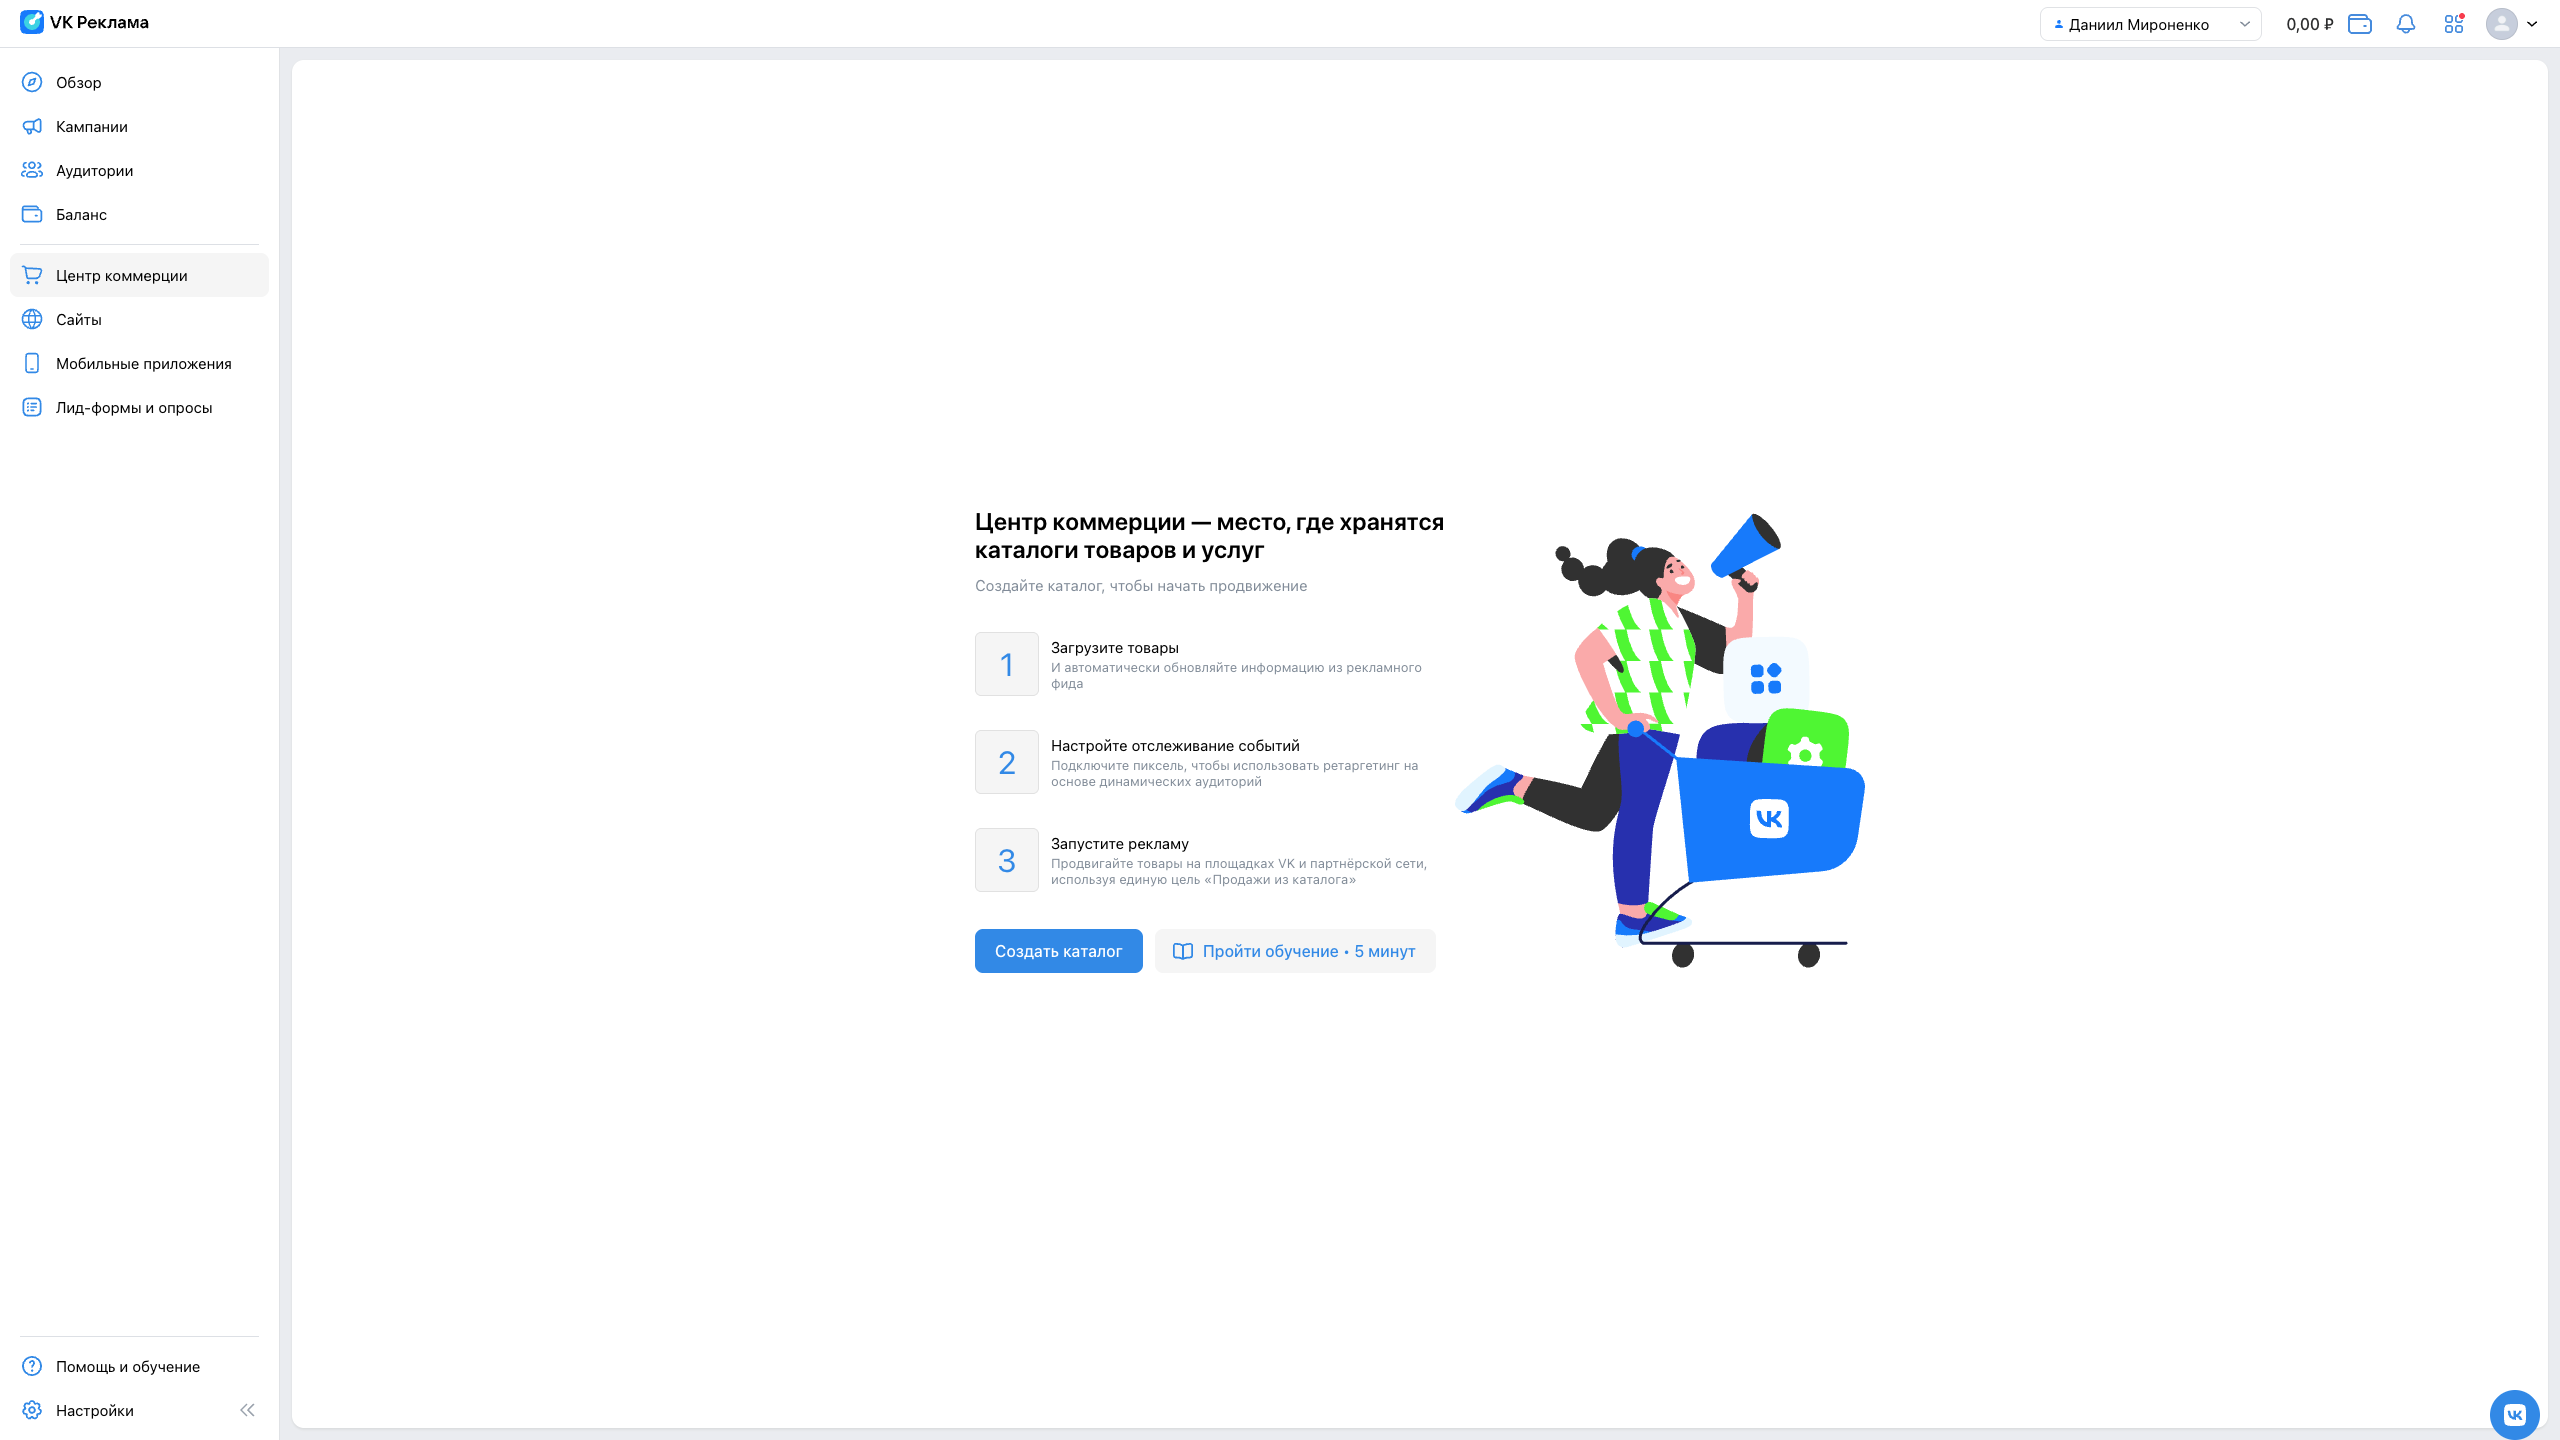 VK Реклама
Даниил Мироненко
0,00 ₽
Обзор
Кампании
Аудитории
Баланс
Центр коммерции
Сайты
Мобильные приложения
Лид-формы и опросы
Центр коммерции — место, где хранятся
каталоги товаров и услуг
Создайте каталог, чтобы начать продвижение
1
Загрузите товары
И автоматически обновляйте информацию из рекламного
фида
2
Настройте отслеживание событий
Подключите пиксель, чтобы использовать ретаргетинг на
основе динамических аудиторий
3
Запустите рекламу
Продвигайте товары на площадках VK и партнёрской сети,
используя единую цель «Продажи из каталога»
Создать каталог
Пройти обучение • 5 минут
Помощь и обучение
Настройки